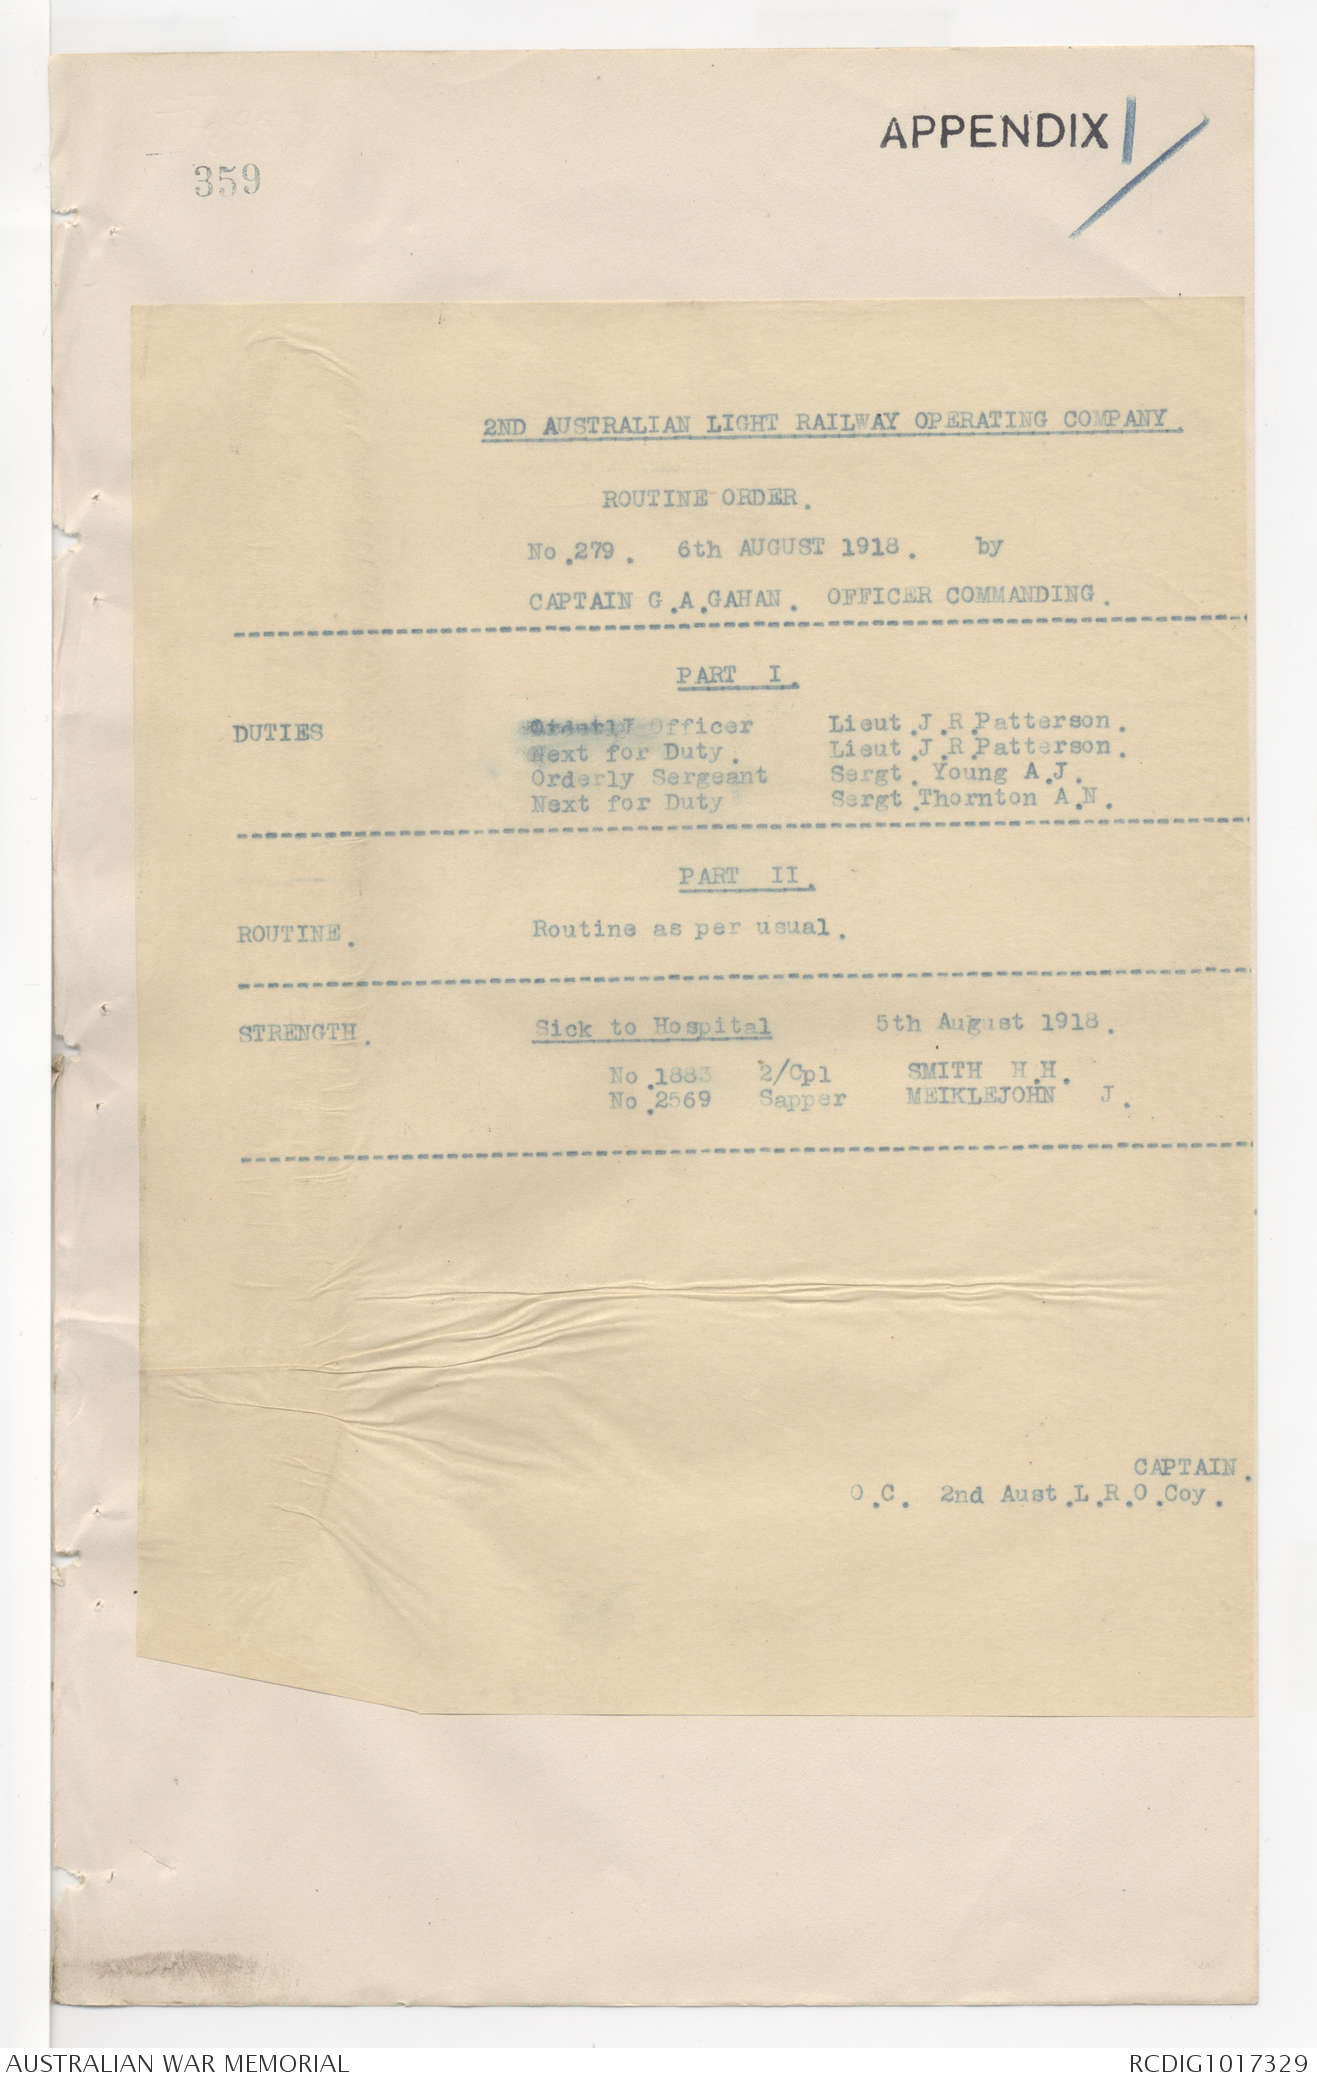 APPENDIX 1/
359
2ND AUSTRALIAN LIGHT RAILWAY OPERATING COMPANY.
ROUTINE ORDER.
No.279. 6th AUGUST 1918. by
CAPTAIN G.A.GAHAN. OFFICER COMMANDING.
PART I.
DUTIES Orderly Officer Lieut.J.R.Patterson.
Next for Duty. Lieut.J.R.Patterson.
Orderly Sergeant Sergt. Young A.J.
Next for Duty Sergt.Thornton A.N.
PART II.
ROUTINE. Routine as per usual.
STRENGTH. Sick to Hospital 5th August 1918.
No.1883 2/Cpl SMITH H.H.
No.2569 Sapper MEIKLEJOHN J.
CAPTAIN.
O.C. 2nd Aust.L.R.O.Coy.
AUSTRALIAN WAR MEMORIAL RCDIG1017329